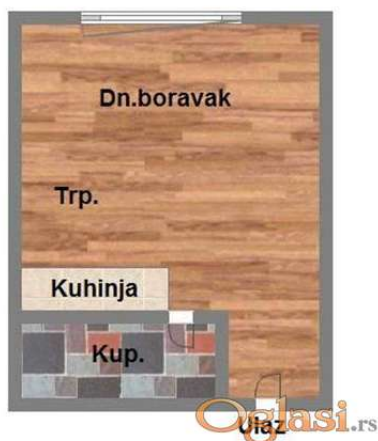 Dn.boravak
Trp.
Kuhinja
Kup.
Ulaz
Oglasi.rs